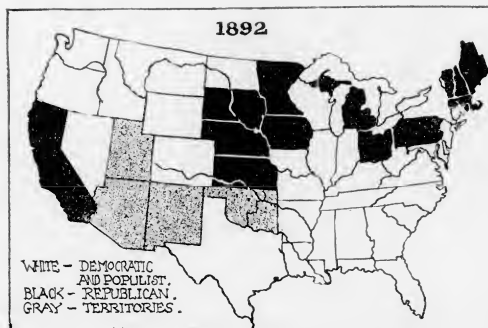 1892
WHITE – DEMOCRATIC
AND POPULIST.
BLACK – REPUBLICAN.
GRAY – TERRITORIES.